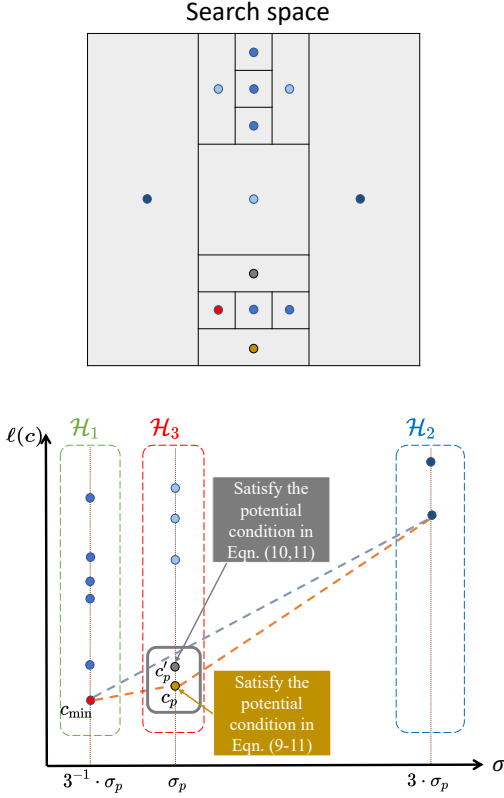 Search space
ℓ(c)
ℋ₁
ℋ₃
ℋ₂
Satisfy the
potential
condition in
Eqn. (10,11)
c′ₚ
cₚ
c_min
Satisfy the
potential
condition in
Eqn. (9-11)
σ
3⁻¹ · σₚ
σₚ
3 · σₚ